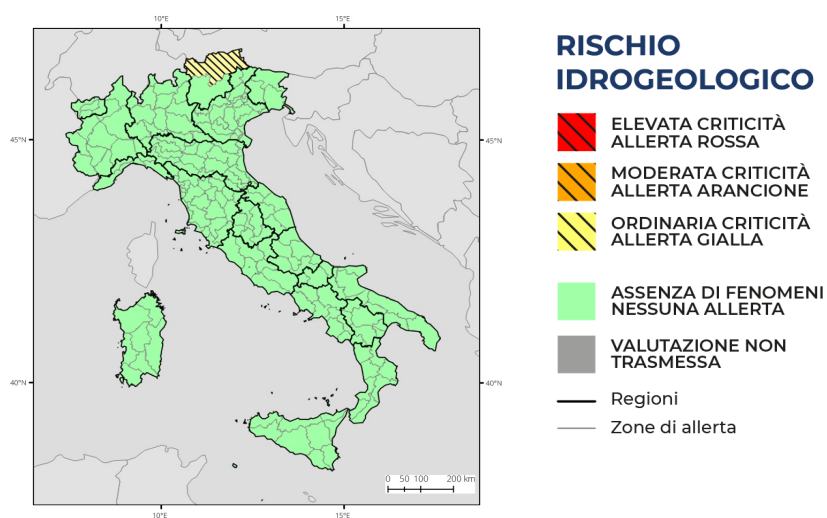 10°E
15°E
45°N
45°N
40°N
40°N
0 50 100 200 km
10°E
15°E
RISCHIO
IDROGEOLOGICO
ELEVATA CRITICITÀ
ALLERTA ROSSA
MODERATA CRITICITÀ
ALLERTA ARANCIONE
ORDINARIA CRITICITÀ
ALLERTA GIALLA
ASSENZA DI FENOMENI
NESSUNA ALLERTA
VALUTAZIONE NON
TRASMESSA
Regioni
Zone di allerta